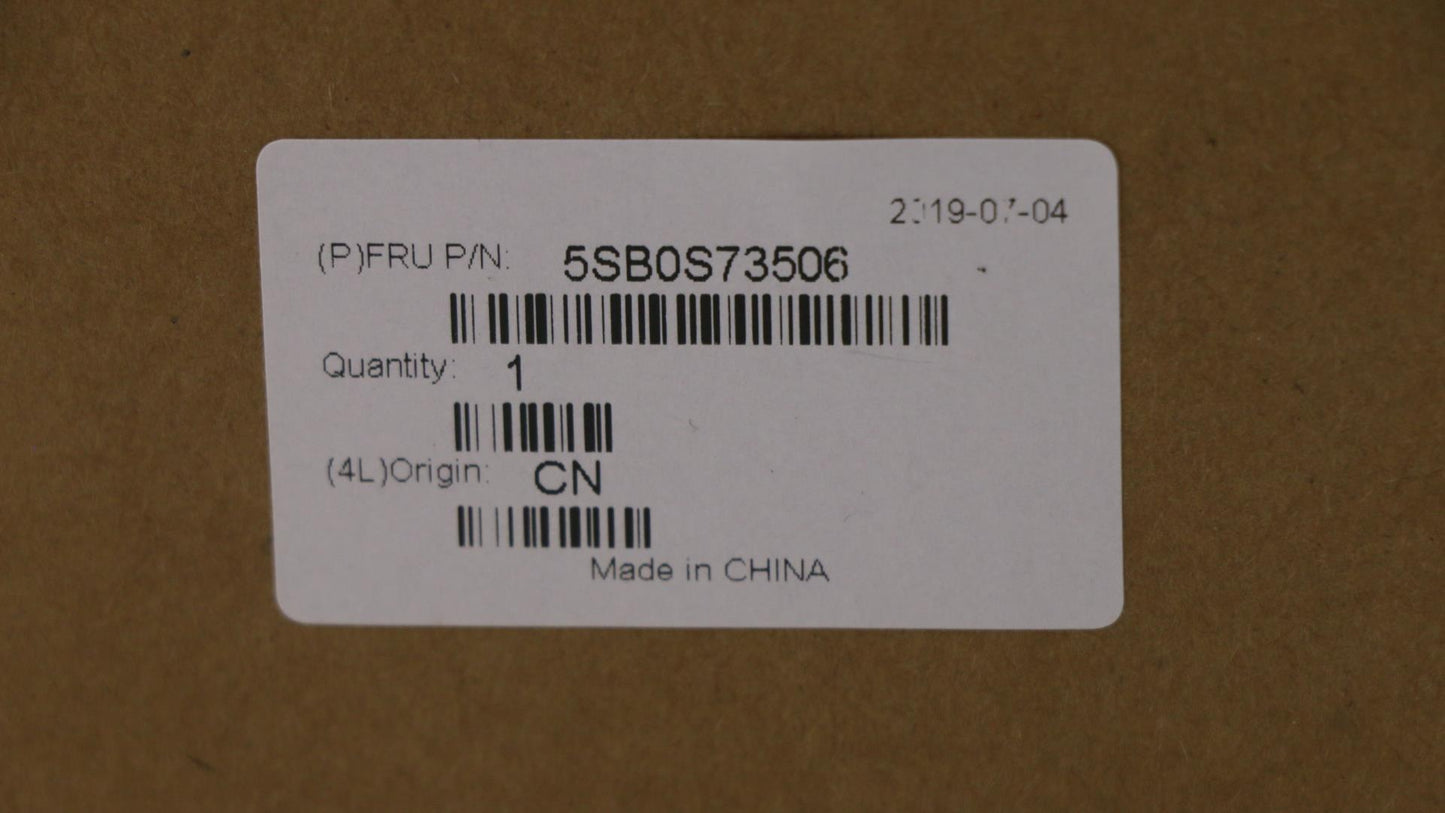 2019-07-04
(P)FRU P/N: 5SB0S73506
Quantity: 1
(4L)Origin: CN
Made in CHINA